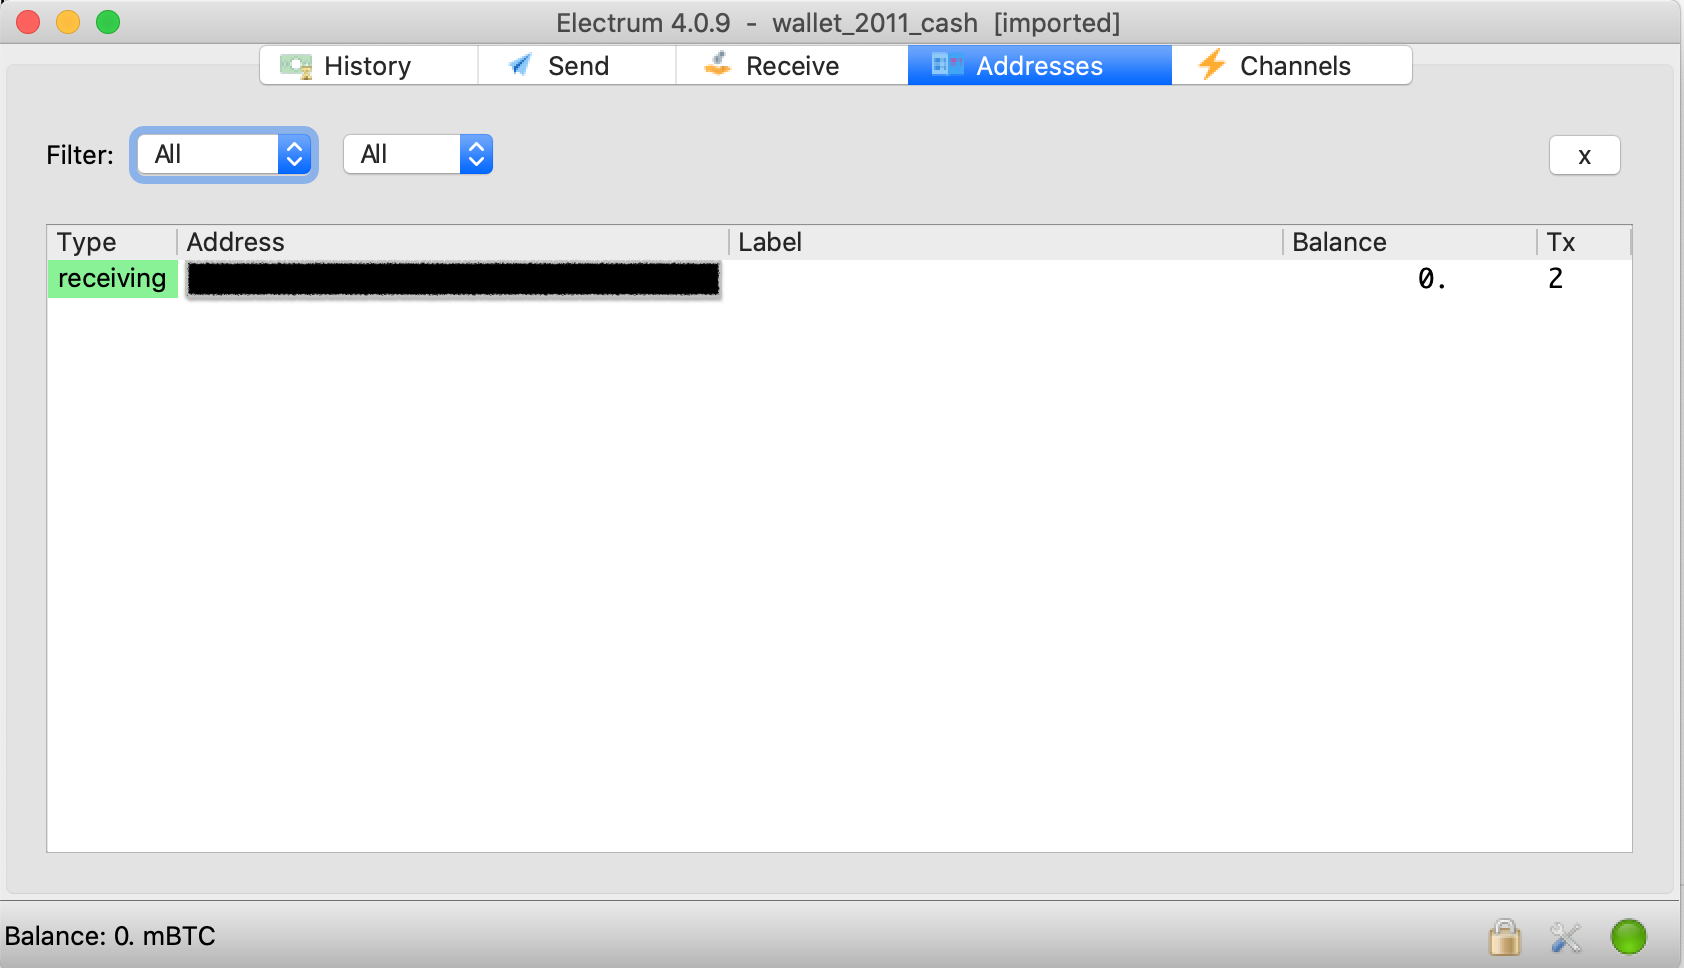 Electrum 4.0.9 - wallet_2011_cash [imported]
History Send Receive Addresses Channels
Filter: All All x
Type Address Label Balance Tx
receiving 0. 2
Balance: 0. mBTC